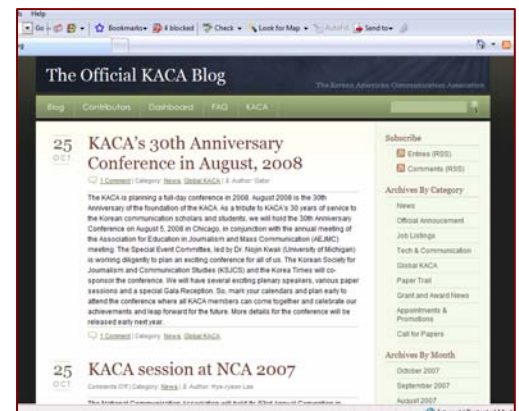 Help
Go
Bookmarks
4 blocked
Check
Look for Map
AutoFill
Send to
The Official KACA Blog
The Korean American Communication Association
Blog
Contributors
Dashboard
FAQ
KACA
25
OCT
KACA's 30th Anniversary
Conference in August, 2008
1 Comment | Category: News, Global KACA | Author: Gator
The KACA is planning a full-day conference in 2008. August 2008 is the 30th
Anniversary of the foundation of the KACA. As a tribute to KACA's 30 years of service to
the Korean communication scholars and students, we will hold the 30th Anniversary
Conference on August 5, 2008 in Chicago, in conjunction with the annual meeting of
the Association for Education in Journalism and Mass Communication (AEJMC)
meeting. The Special Event Committee, led by Dr. Nojin Kwak (University of Michigan)
is working diligently to plan an exciting conference for all of us. The Korean Society for
Journalism and Communication Studies (KSJCS) and the Korea Times will co-
sponsor the conference. We will have several exciting plenary speakers, various paper
sessions and a special Gala Reception. So, mark your calendars and plan early to
attend the conference where all KACA members can come together and celebrate our
achievements and leap forward for the future. More details for the conference will be
released early next year.
1 Comment | Category: News, Global KACA
25
OCT
KACA session at NCA 2007
Comments Off | Category: News | Author: Hye-ryeon Lee
The National Communication Association will hold its 93rd Annual Convention in
Subscribe
Entries (RSS)
Comments (RSS)
Archives By Category
News
Official Annoucement
Job Listings
Tech & Communication
Global KACA
Paper Trail
Grant and Award News
Appointments &
Promotions
Call for Papers
Archives By Month
October 2007
September 2007
August 2007